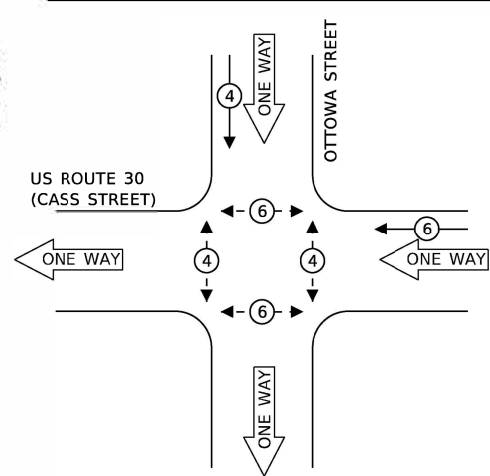 ONE WAY
OTTOWA STREET
4
US ROUTE 30
(CASS STREET)
6
6
ONE WAY
4
4
ONE WAY
6
ONE WAY